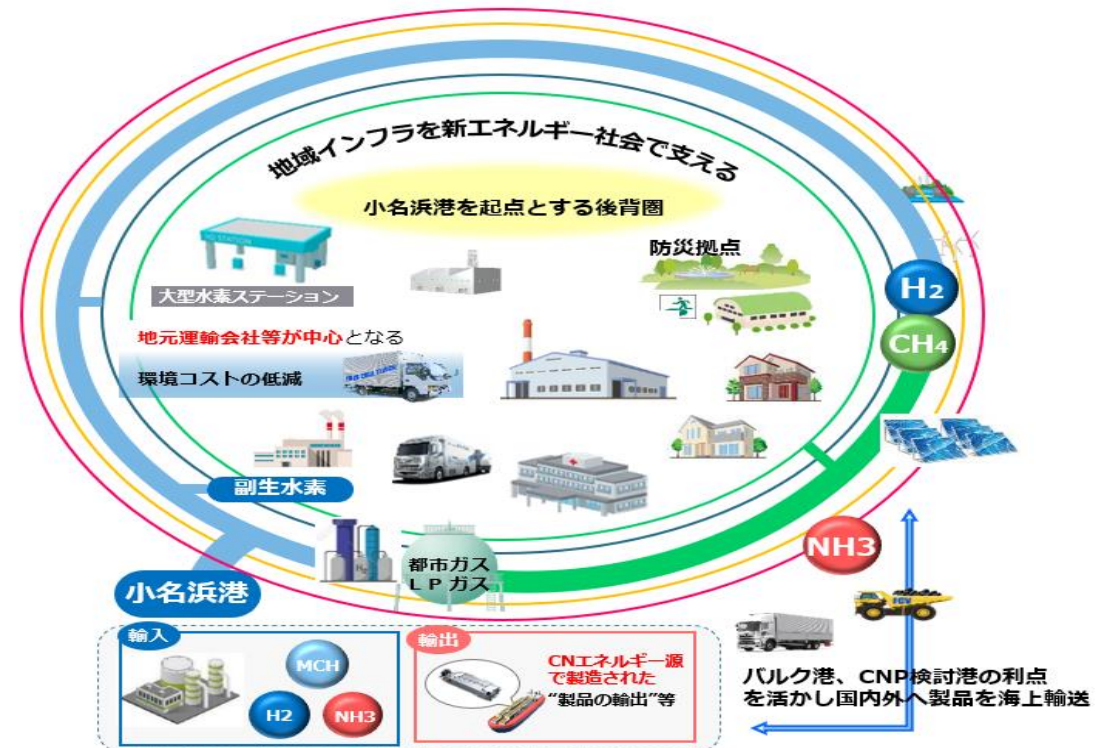 地域インフラを新エネルギー社会で支える
小名浜港を起点とする後背圏
防災拠点
H2 STATION
大型水素ステーション
地元運輸会社等が中心となる
環境コストの低減
H2
CH4
副生水素
H2
都市ガス
LPガス
NH3
小名浜港
輸入
MCH
H2
NH3
輸出
CNエネルギー源
で製造された
“製品の輸出”等
FCV
バルク港、CNP検討港の利点
を活かし国内外へ製品を海上輸送